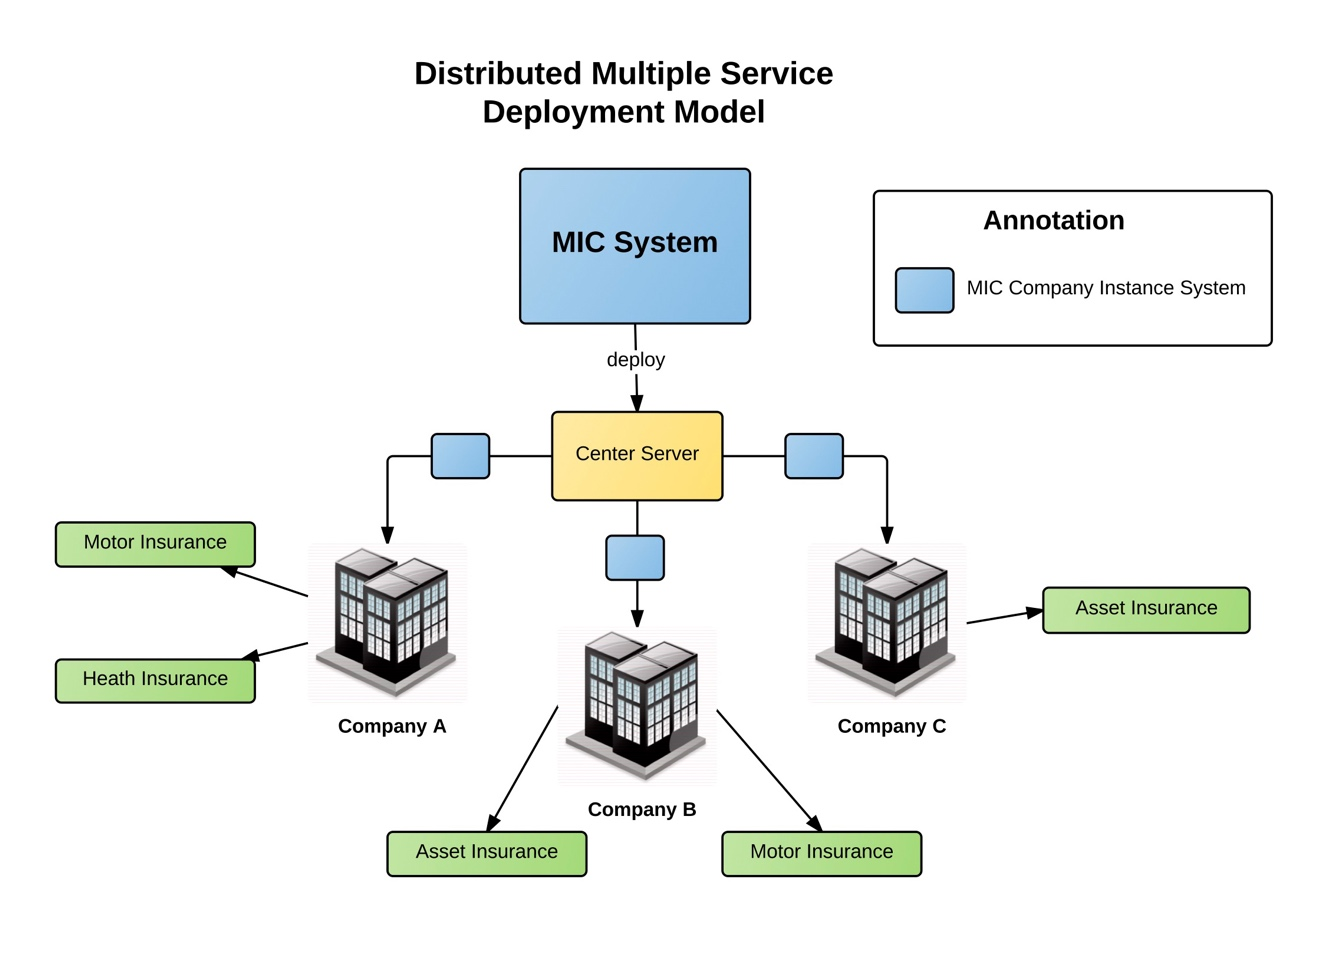 Distributed Multiple Service
Deployment Model
MIC System
Annotation
MIC Company Instance System
deploy
Center Server
Motor Insurance
Heath Insurance
Company A
Company B
Company C
Asset Insurance
Asset Insurance
Motor Insurance